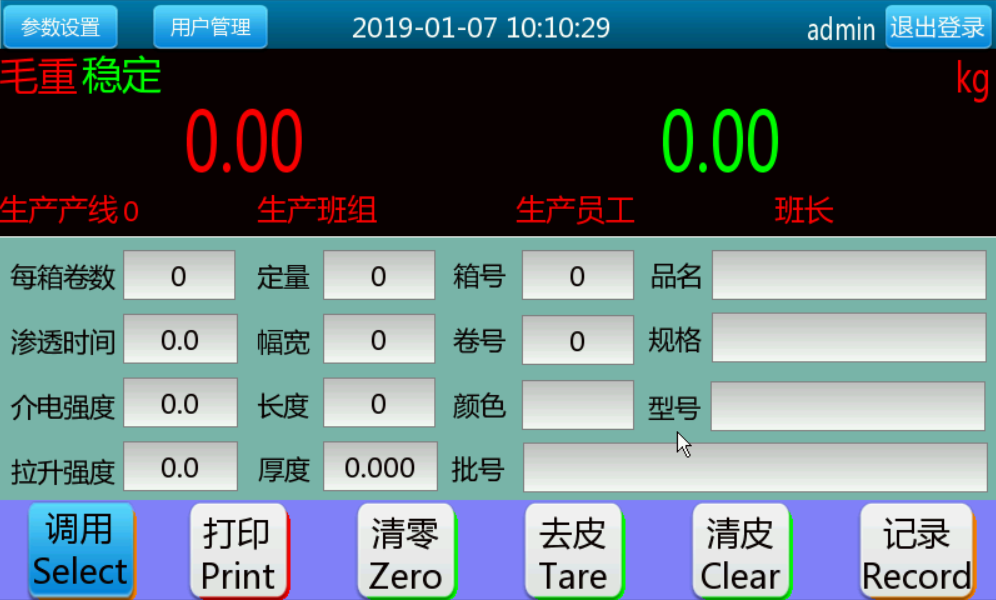 参数设置 用户管理 2019-01-07 10:10:29 admin 退出登录
毛重 稳定 kg
0.00 0.00
生产产线 0 生产班组 生产员工 班长
每箱卷数 0 定量 0 箱号 0 品名
渗透时间 0.0 幅宽 0 卷号 0 规格
介电强度 0.0 长度 0 颜色 型号
拉升强度 0.0 厚度 0.000 批号
调用 打印 清零 去皮 清皮 记录
Select Print Zero Tare Clear Record